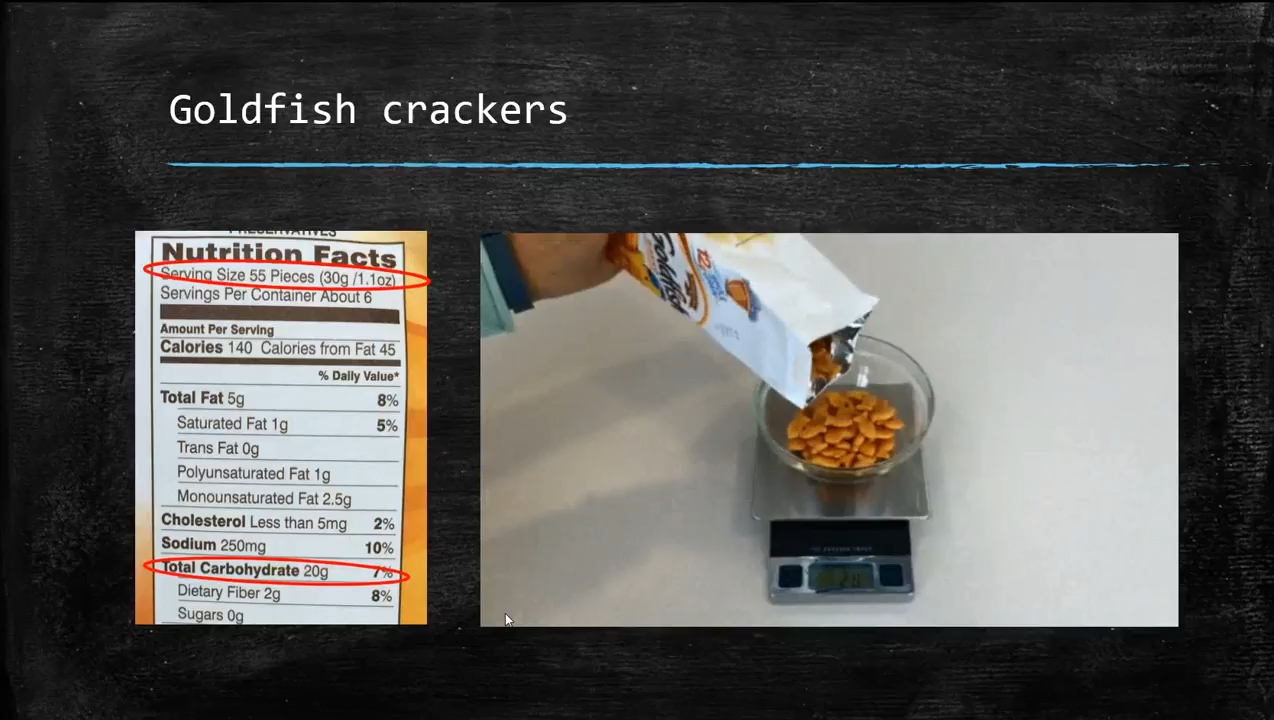 Goldfish crackers
PRESERVATIVES
Nutrition Facts
Serving Size 55 Pieces (30g /1.1oz)
Servings Per Container About 6
Amount Per Serving
Calories 140 Calories from Fat 45
% Daily Value*
Total Fat 5g 8%
Saturated Fat 1g 5%
Trans Fat 0g
Polyunsaturated Fat 1g
Monounsaturated Fat 2.5g
Cholesterol Less than 5mg 2%
Sodium 250mg 10%
Total Carbohydrate 20g 7%
Dietary Fiber 2g 8%
Sugars 0g